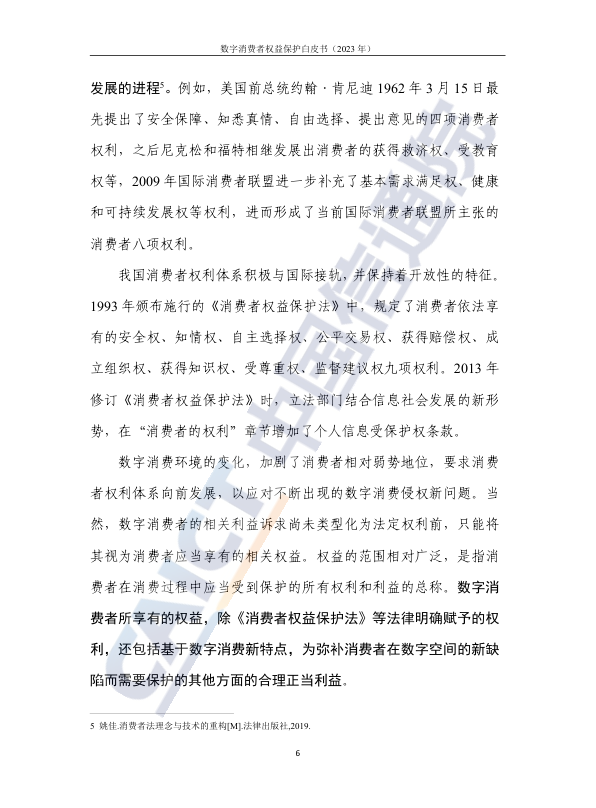 数字消费者权益保护白皮书（2023 年）
发展的进程5。例如，美国前总统约翰·肯尼迪 1962 年 3 月 15 日最
先提出了安全保障、知悉真情、自由选择、提出意见的四项消费者
权利，之后尼克松和福特相继发展出消费者的获得救济权、受教育
权等，2009 年国际消费者联盟进一步补充了基本需求满足权、健康
和可持续发展权等权利，进而形成了当前国际消费者联盟所主张的
消费者八项权利。
我国消费者权利体系积极与国际接轨，并保持着开放性的特征。
1993 年颁布施行的《消费者权益保护法》中，规定了消费者依法享
有的安全权、知情权、自主选择权、公平交易权、获得赔偿权、成
立组织权、获得知识权、受尊重权、监督建议权九项权利。2013 年
修订《消费者权益保护法》时，立法部门结合信息社会发展的新形
势，在“消费者的权利”章节增加了个人信息受保护权条款。
数字消费环境的变化，加剧了消费者相对弱势地位，要求消费
者权利体系向前发展，以应对不断出现的数字消费侵权新问题。当
然，数字消费者的相关利益诉求尚未类型化为法定权利前，只能将
其视为消费者应当享有的相关权益。权益的范围相对广泛，是指消
费者在消费过程中应当受到保护的所有权利和利益的总称。数字消
费者所享有的权益，除《消费者权益保护法》等法律明确赋予的权
利，还包括基于数字消费新特点，为弥补消费者在数字空间的新缺
陷而需要保护的其他方面的合理正当利益。
5 姚佳.消费者法理念与技术的重构[M].法律出版社,2019.
6
CAICT 中国信通院